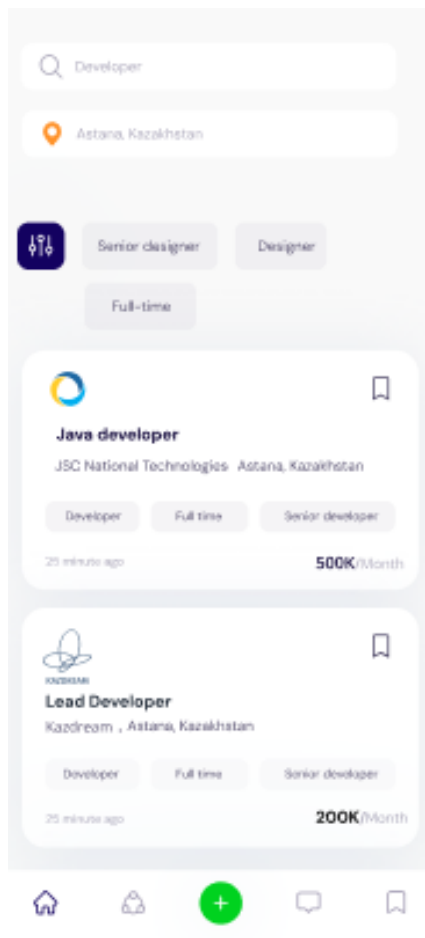 Developer
Astana, Kazakhstan
Senior designer Designer
Full-time
Java developer
JSC National Technologies Astana, Kazakhstan
Developer Full time Senior developer
25 minute ago 500K/Month
KAZDREAM
Lead Developer
Kazdream , Astana, Kazakhstan
Developer Full time Senior developer
25 minute ago 200K/Month